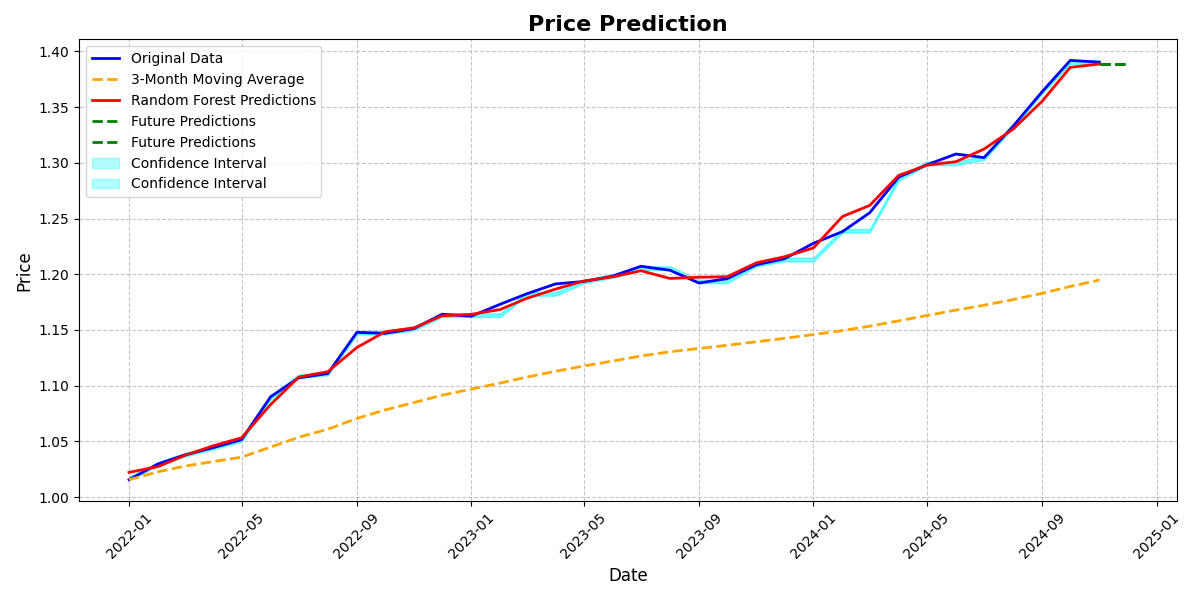 Price Prediction
Original Data
3-Month Moving Average
Random Forest Predictions
Future Predictions
Future Predictions
Confidence Interval
Confidence Interval
Price
1.40
1.35
1.30
1.25
1.20
1.15
1.10
1.05
1.00
2022-01
2022-05
2022-09
2023-01
2023-05
2023-09
2024-01
2024-05
2024-09
2025-01
Date